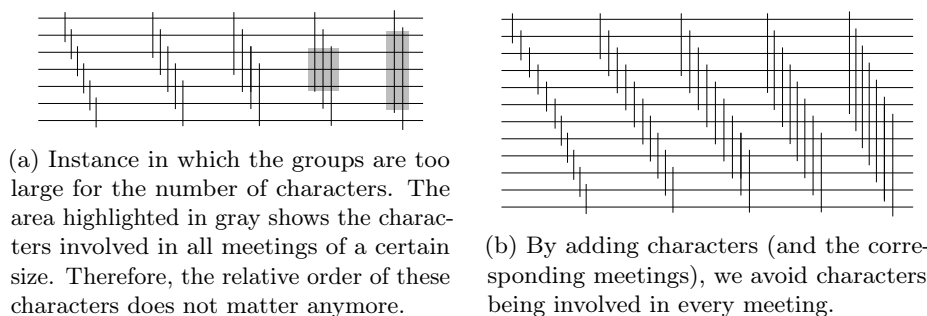 (a) Instance in which the groups are too
large for the number of characters. The
area highlighted in gray shows the charac-
ters involved in all meetings of a certain
size. Therefore, the relative order of these
characters does not matter anymore.
(b) By adding characters (and the corre-
sponding meetings), we avoid characters
being involved in every meeting.